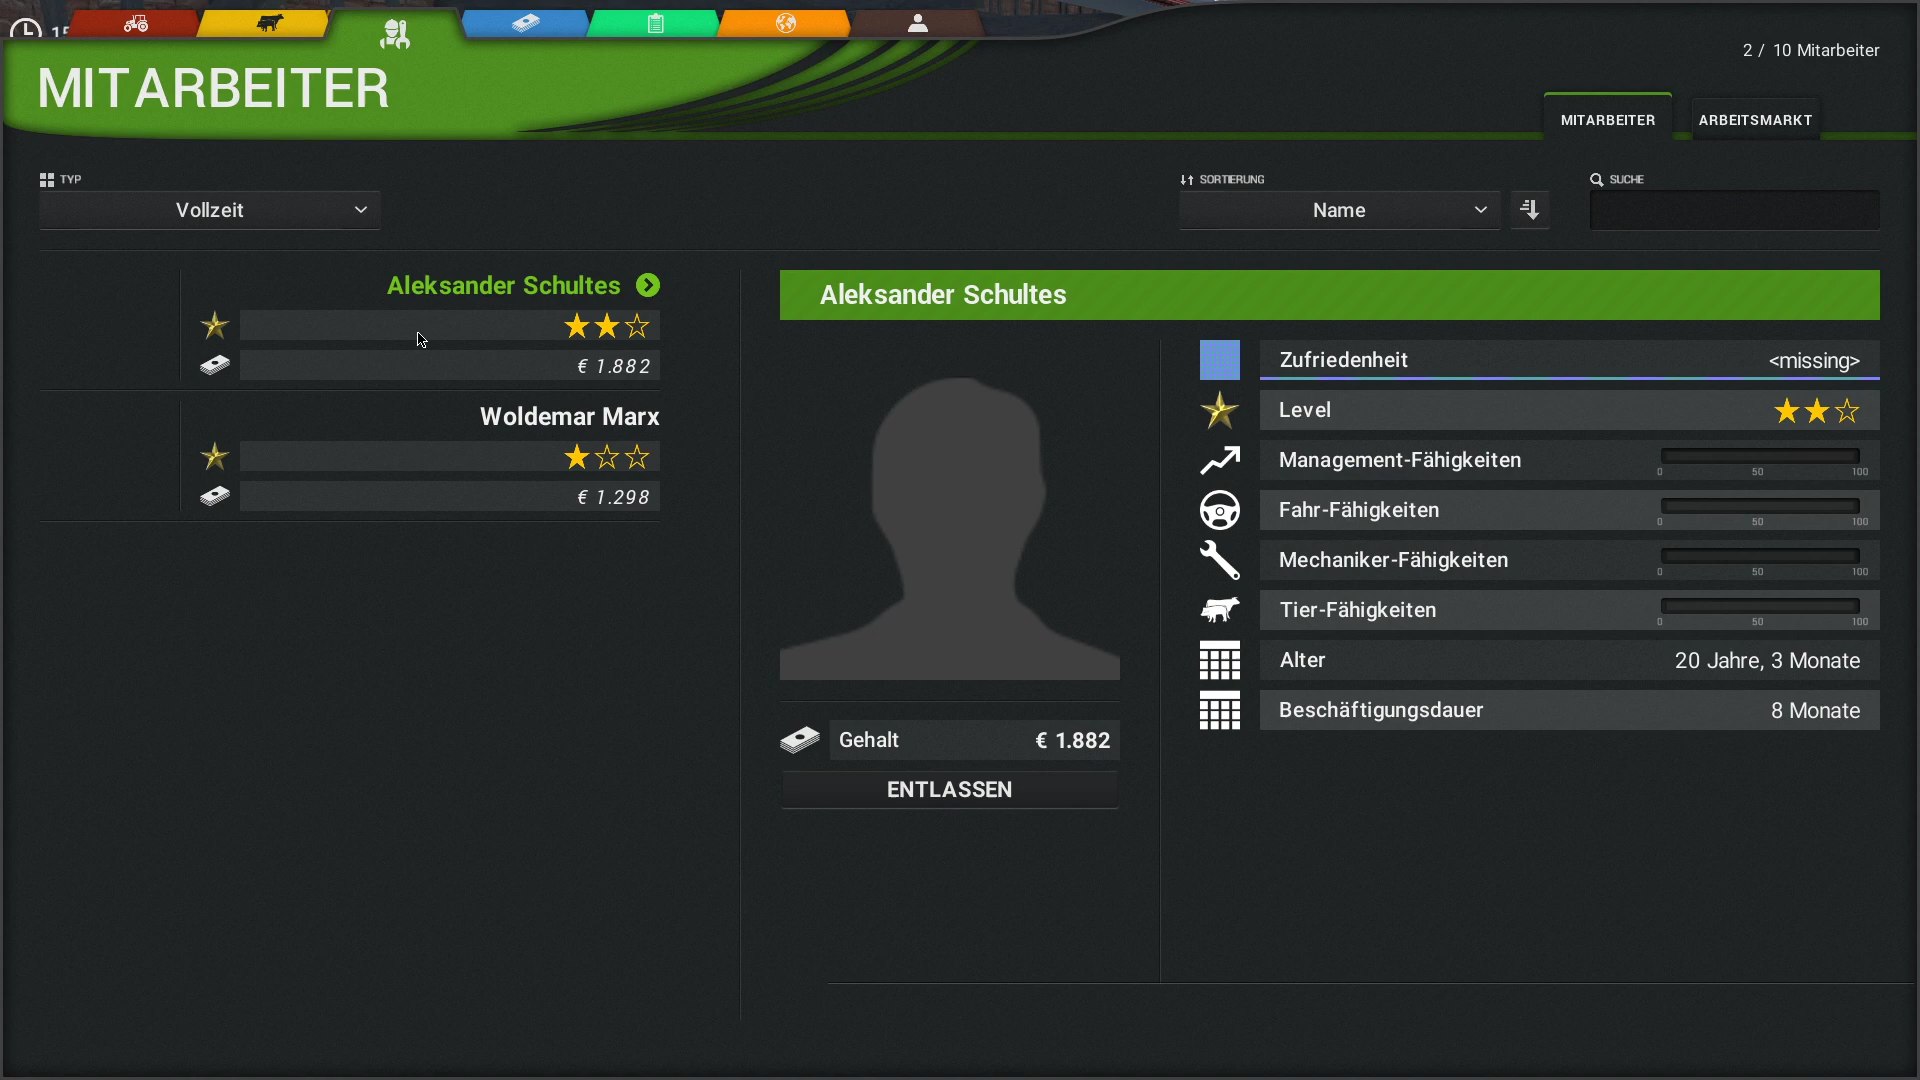 15
2 / 10 Mitarbeiter
MITARBEITER
MITARBEITER
ARBEITSMARKT
TYP
Vollzeit
SORTIERUNG
Name
SUCHE
Aleksander Schultes
€ 1.882
Woldemar Marx
€ 1.298
Aleksander Schultes
Gehalt € 1.882
ENTLASSEN
Zufriedenheit <missing>
Level
Management-Fähigkeiten
0 50 100
Fahr-Fähigkeiten
0 50 100
Mechaniker-Fähigkeiten
0 50 100
Tier-Fähigkeiten
0 50 100
Alter 20 Jahre, 3 Monate
Beschäftigungsdauer 8 Monate